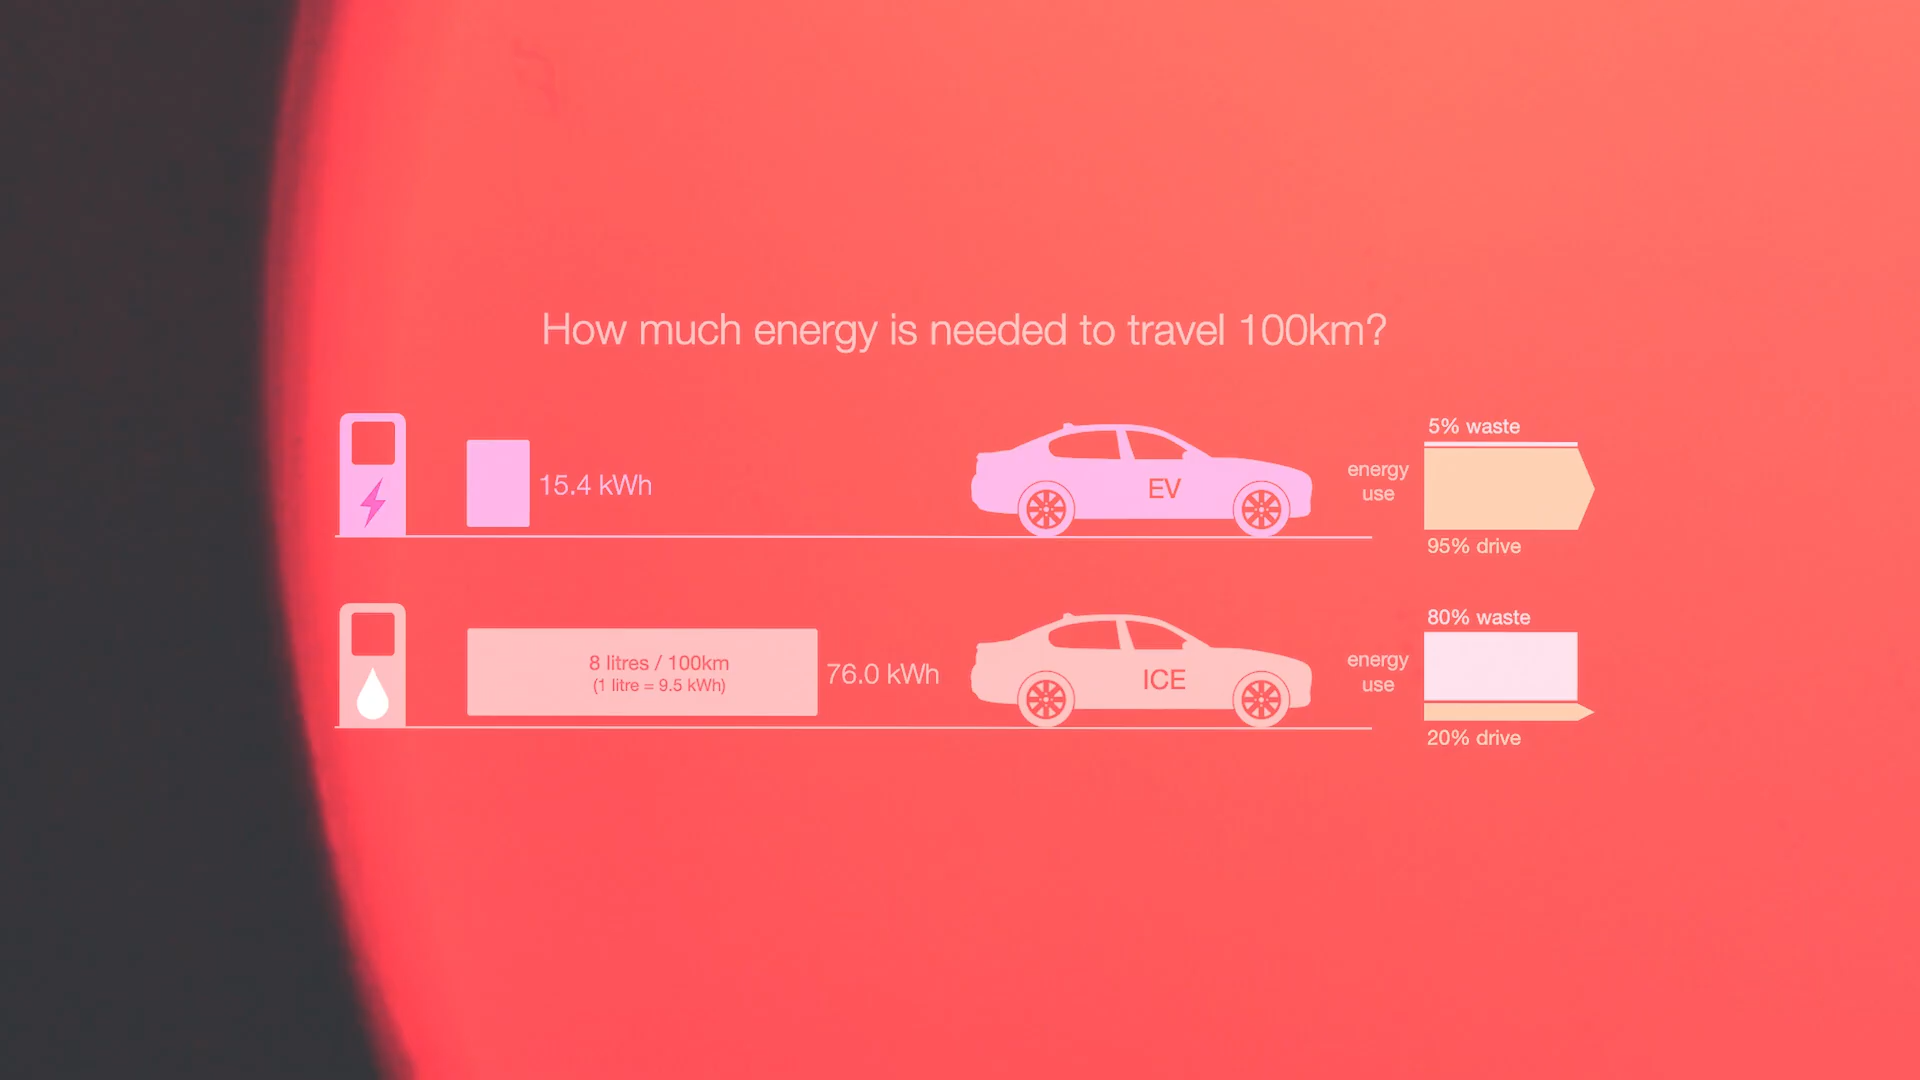 How much energy is needed to travel 100km?
15.4 kWh
EV
energy
use
5% waste
95% drive
8 litres / 100km
(1 litre = 9.5 kWh)
76.0 kWh
ICE
energy
use
80% waste
20% drive